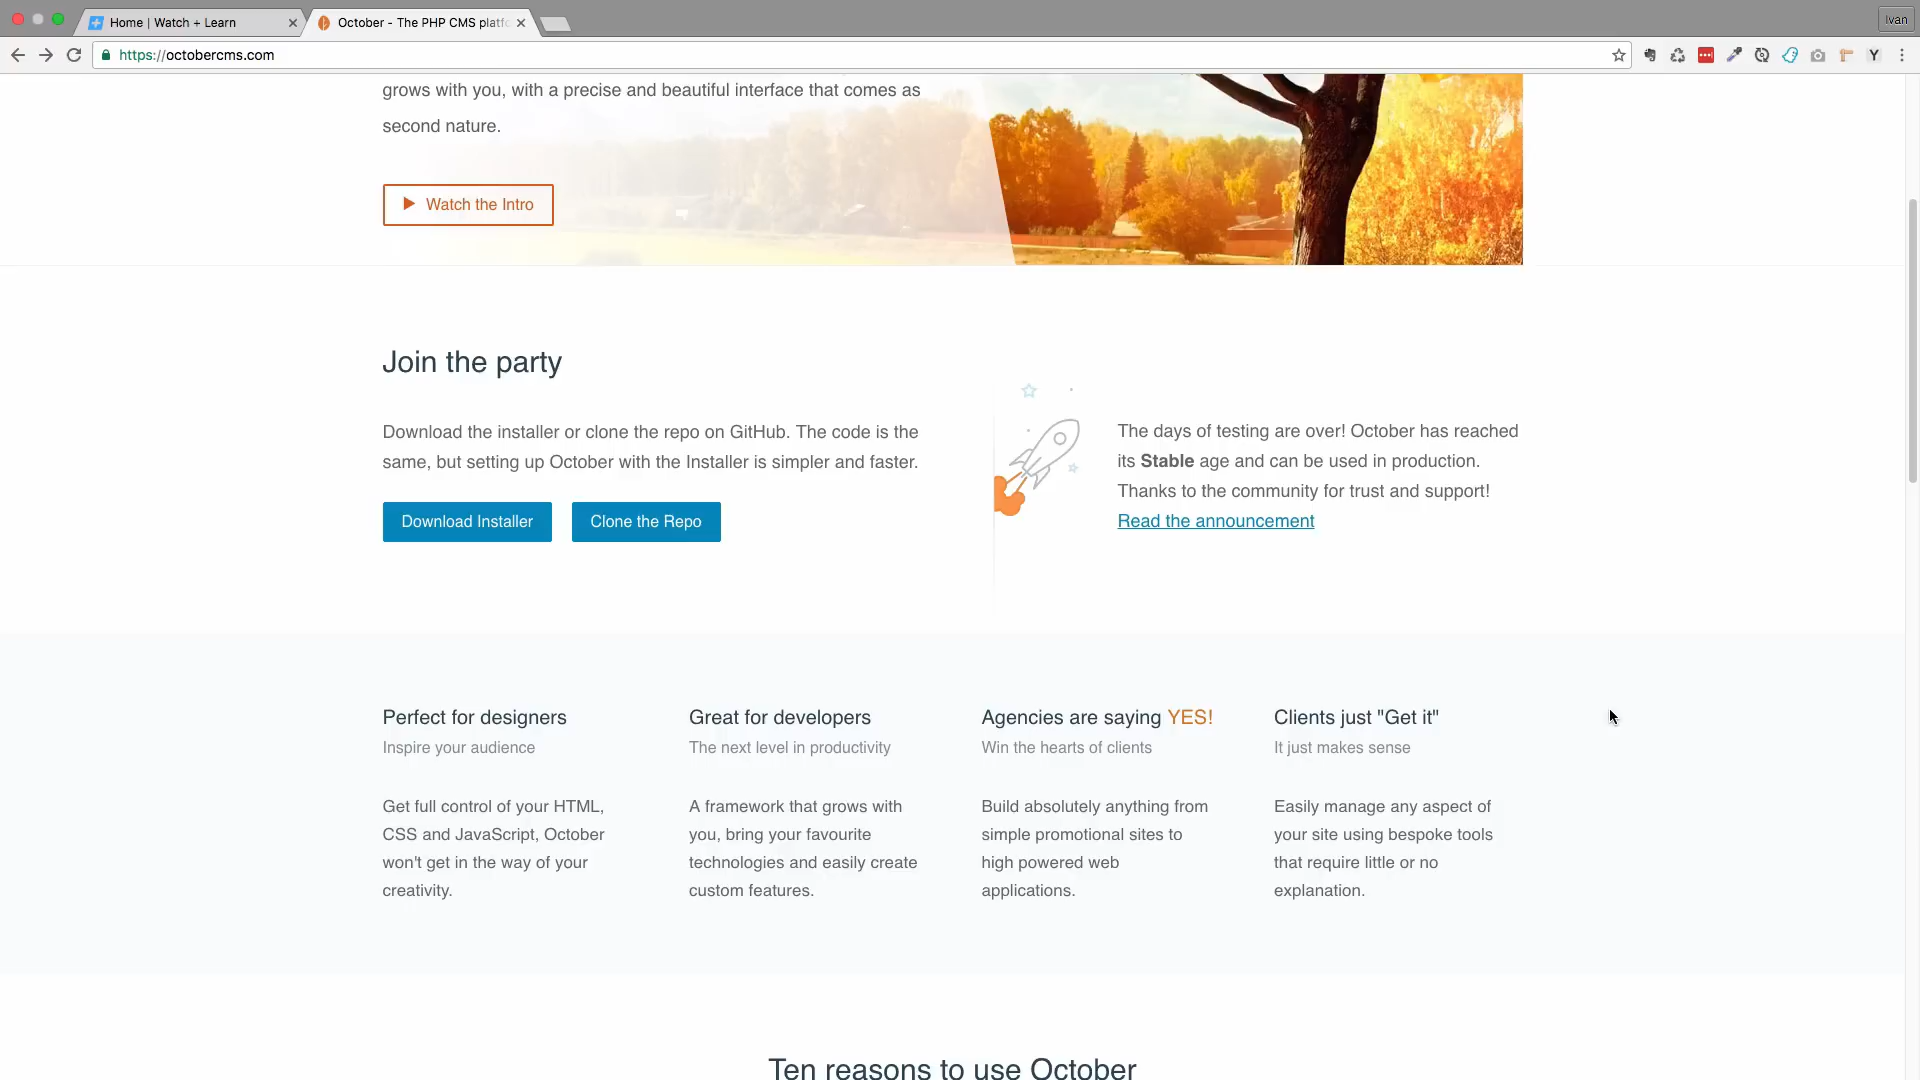 Home | Watch + Learn
October - The PHP CMS platfo
Ivan
https://octobercms.com
grows with you, with a precise and beautiful interface that comes as
second nature.
Watch the Intro
Join the party
Download the installer or clone the repo on GitHub. The code is the
same, but setting up October with the Installer is simpler and faster.
Download Installer
Clone the Repo
The days of testing are over! October has reached
its Stable age and can be used in production.
Thanks to the community for trust and support!
Read the announcement
Perfect for designers
Inspire your audience
Get full control of your HTML,
CSS and JavaScript, October
won't get in the way of your
creativity.
Great for developers
The next level in productivity
A framework that grows with
you, bring your favourite
technologies and easily create
custom features.
Agencies are saying YES!
Win the hearts of clients
Build absolutely anything from
simple promotional sites to
high powered web
applications.
Clients just "Get it"
It just makes sense
Easily manage any aspect of
your site using bespoke tools
that require little or no
explanation.
Ten reasons to use October